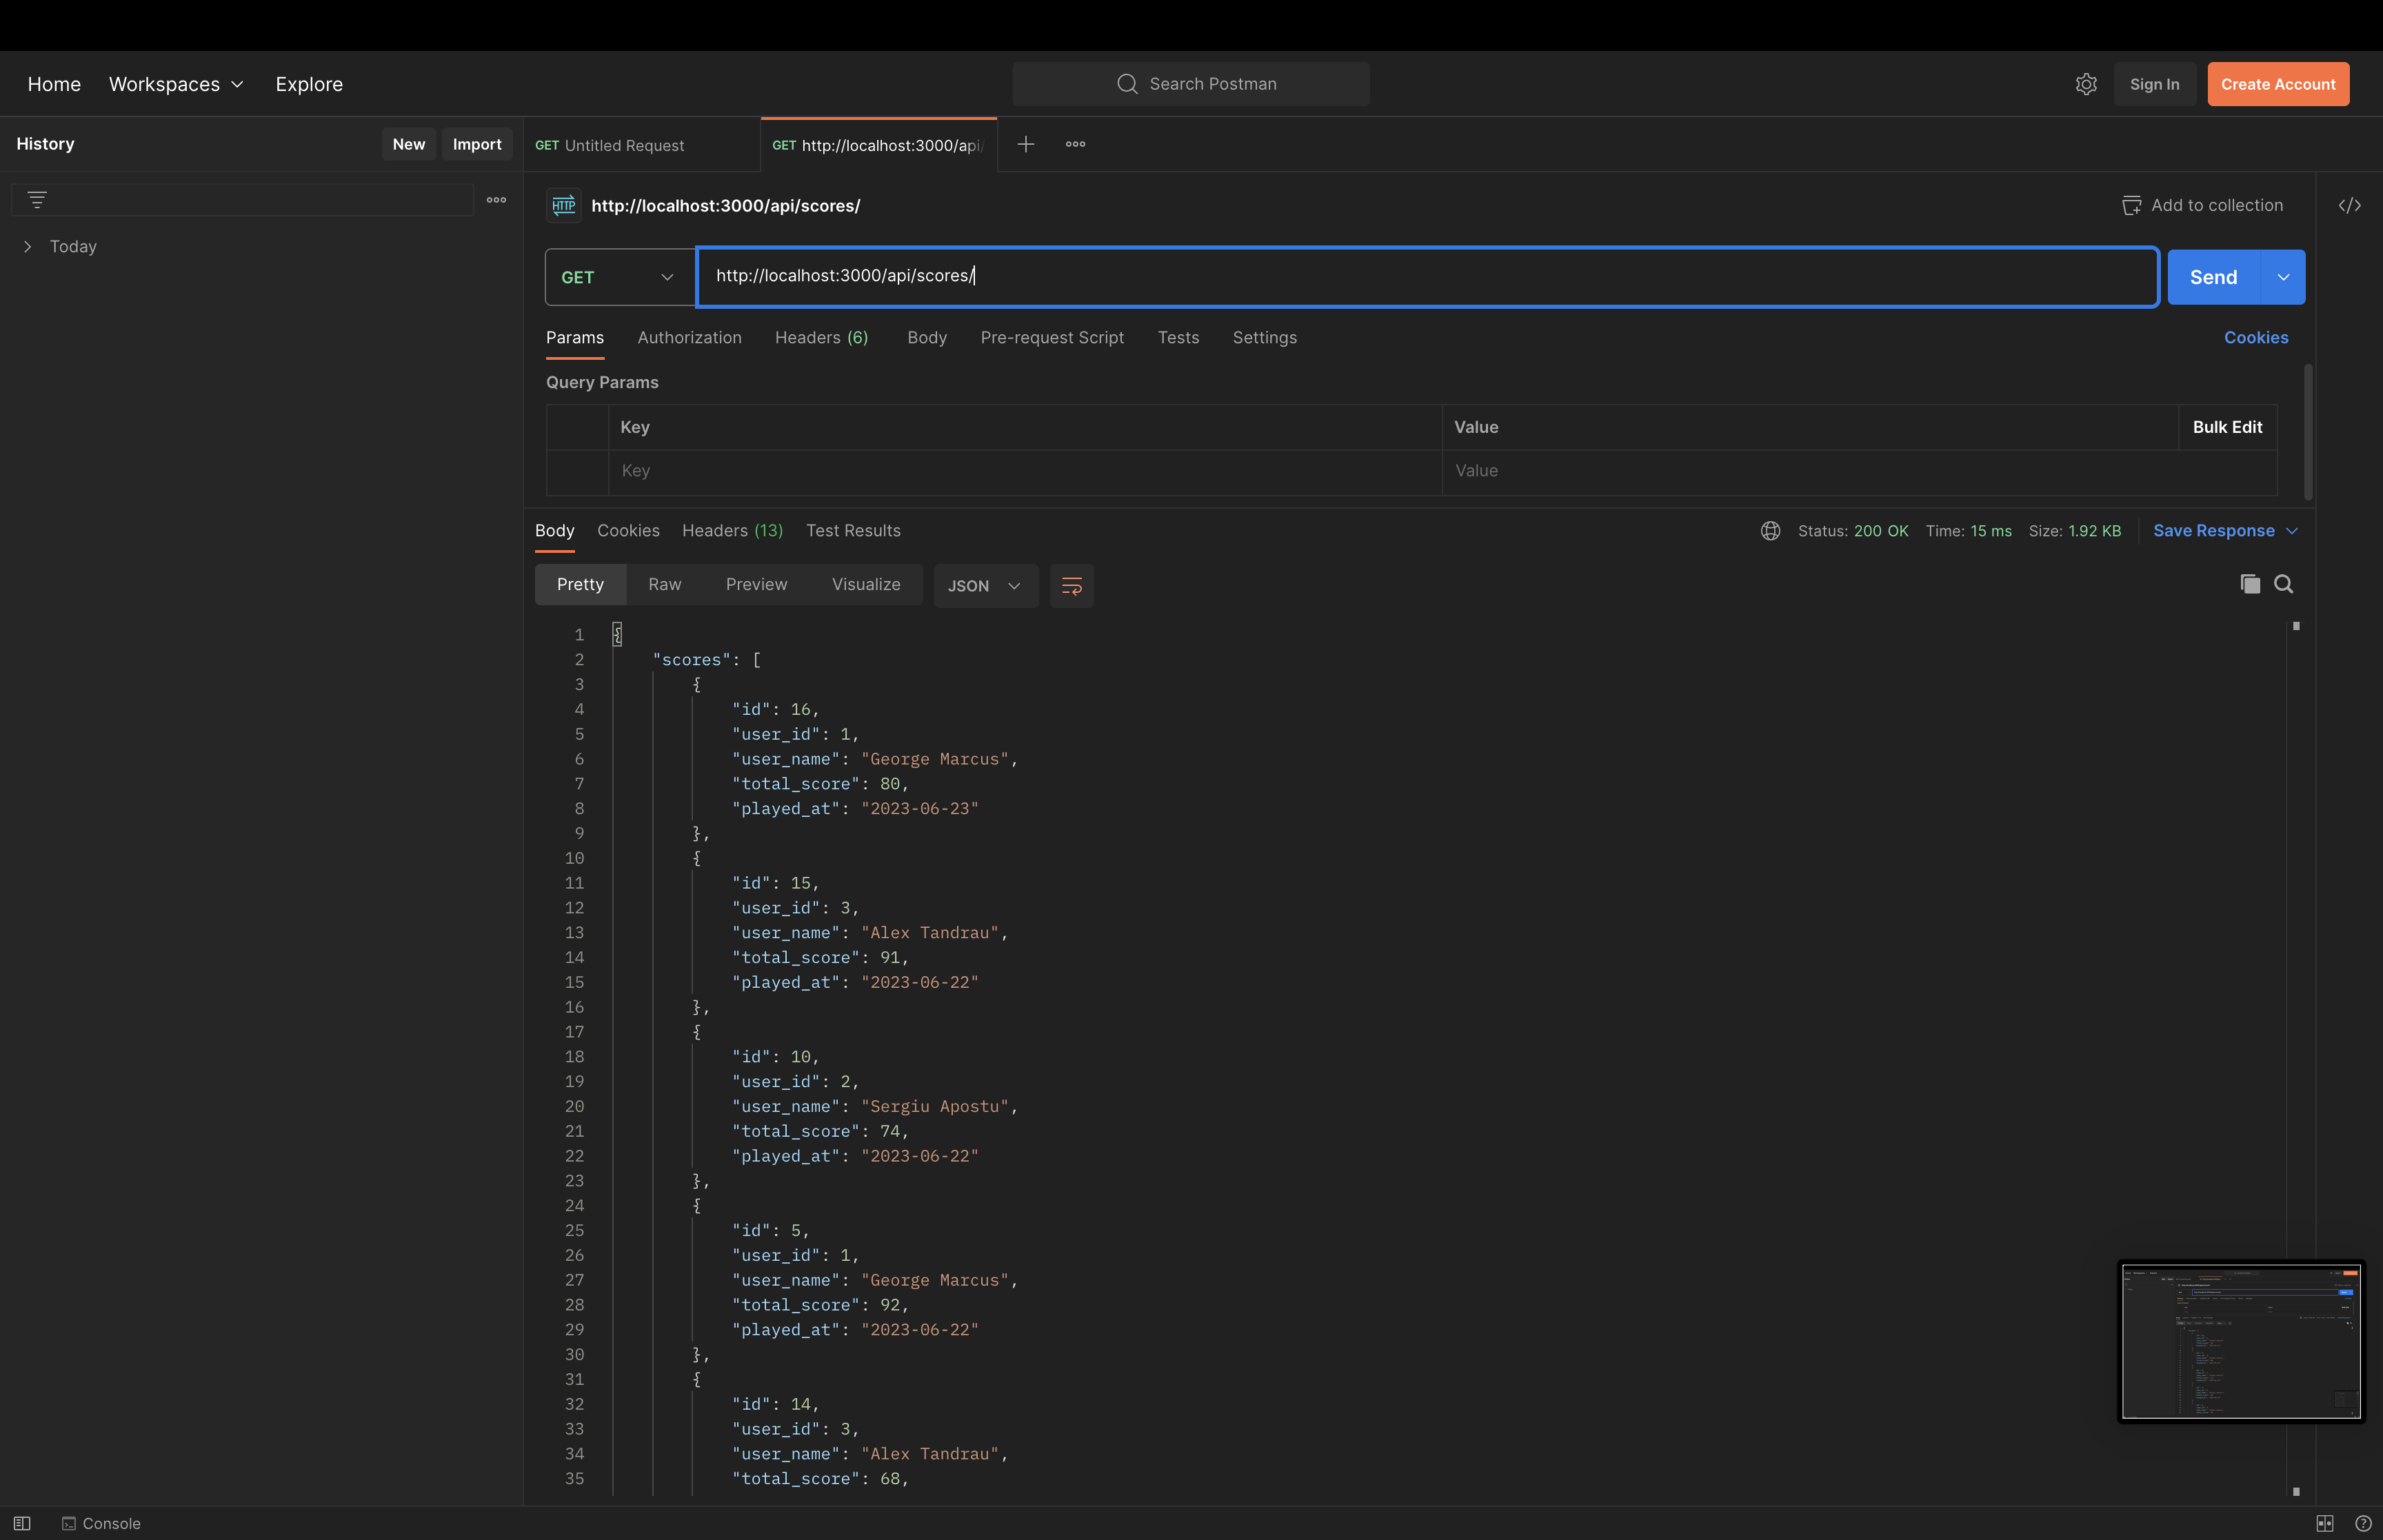 Home Workspaces Explore Search Postman Sign In Create Account
History New Import GET Untitled Request GET http://localhost:3000/api/
HTTP http://localhost:3000/api/scores/ Add to collection </>
Today
GET http://localhost:3000/api/scores/ Send
Params Authorization Headers (6) Body Pre-request Script Tests Settings Cookies
Query Params
Key Value Bulk Edit
Key Value
Body Cookies Headers (13) Test Results Status: 200 OK Time: 15 ms Size: 1.92 KB Save Response
Pretty Raw Preview Visualize JSON
1 {
2 "scores": [
3 {
4 "id": 16,
5 "user_id": 1,
6 "user_name": "George Marcus",
7 "total_score": 80,
8 "played_at": "2023-06-23"
9 },
10 {
11 "id": 15,
12 "user_id": 3,
13 "user_name": "Alex Tandrau",
14 "total_score": 91,
15 "played_at": "2023-06-22"
16 },
17 {
18 "id": 10,
19 "user_id": 2,
20 "user_name": "Sergiu Apostu",
21 "total_score": 74,
22 "played_at": "2023-06-22"
23 },
24 {
25 "id": 5,
26 "user_id": 1,
27 "user_name": "George Marcus",
28 "total_score": 92,
29 "played_at": "2023-06-22"
30 },
31 {
32 "id": 14,
33 "user_id": 3,
34 "user_name": "Alex Tandrau",
35 "total_score": 68,
Console